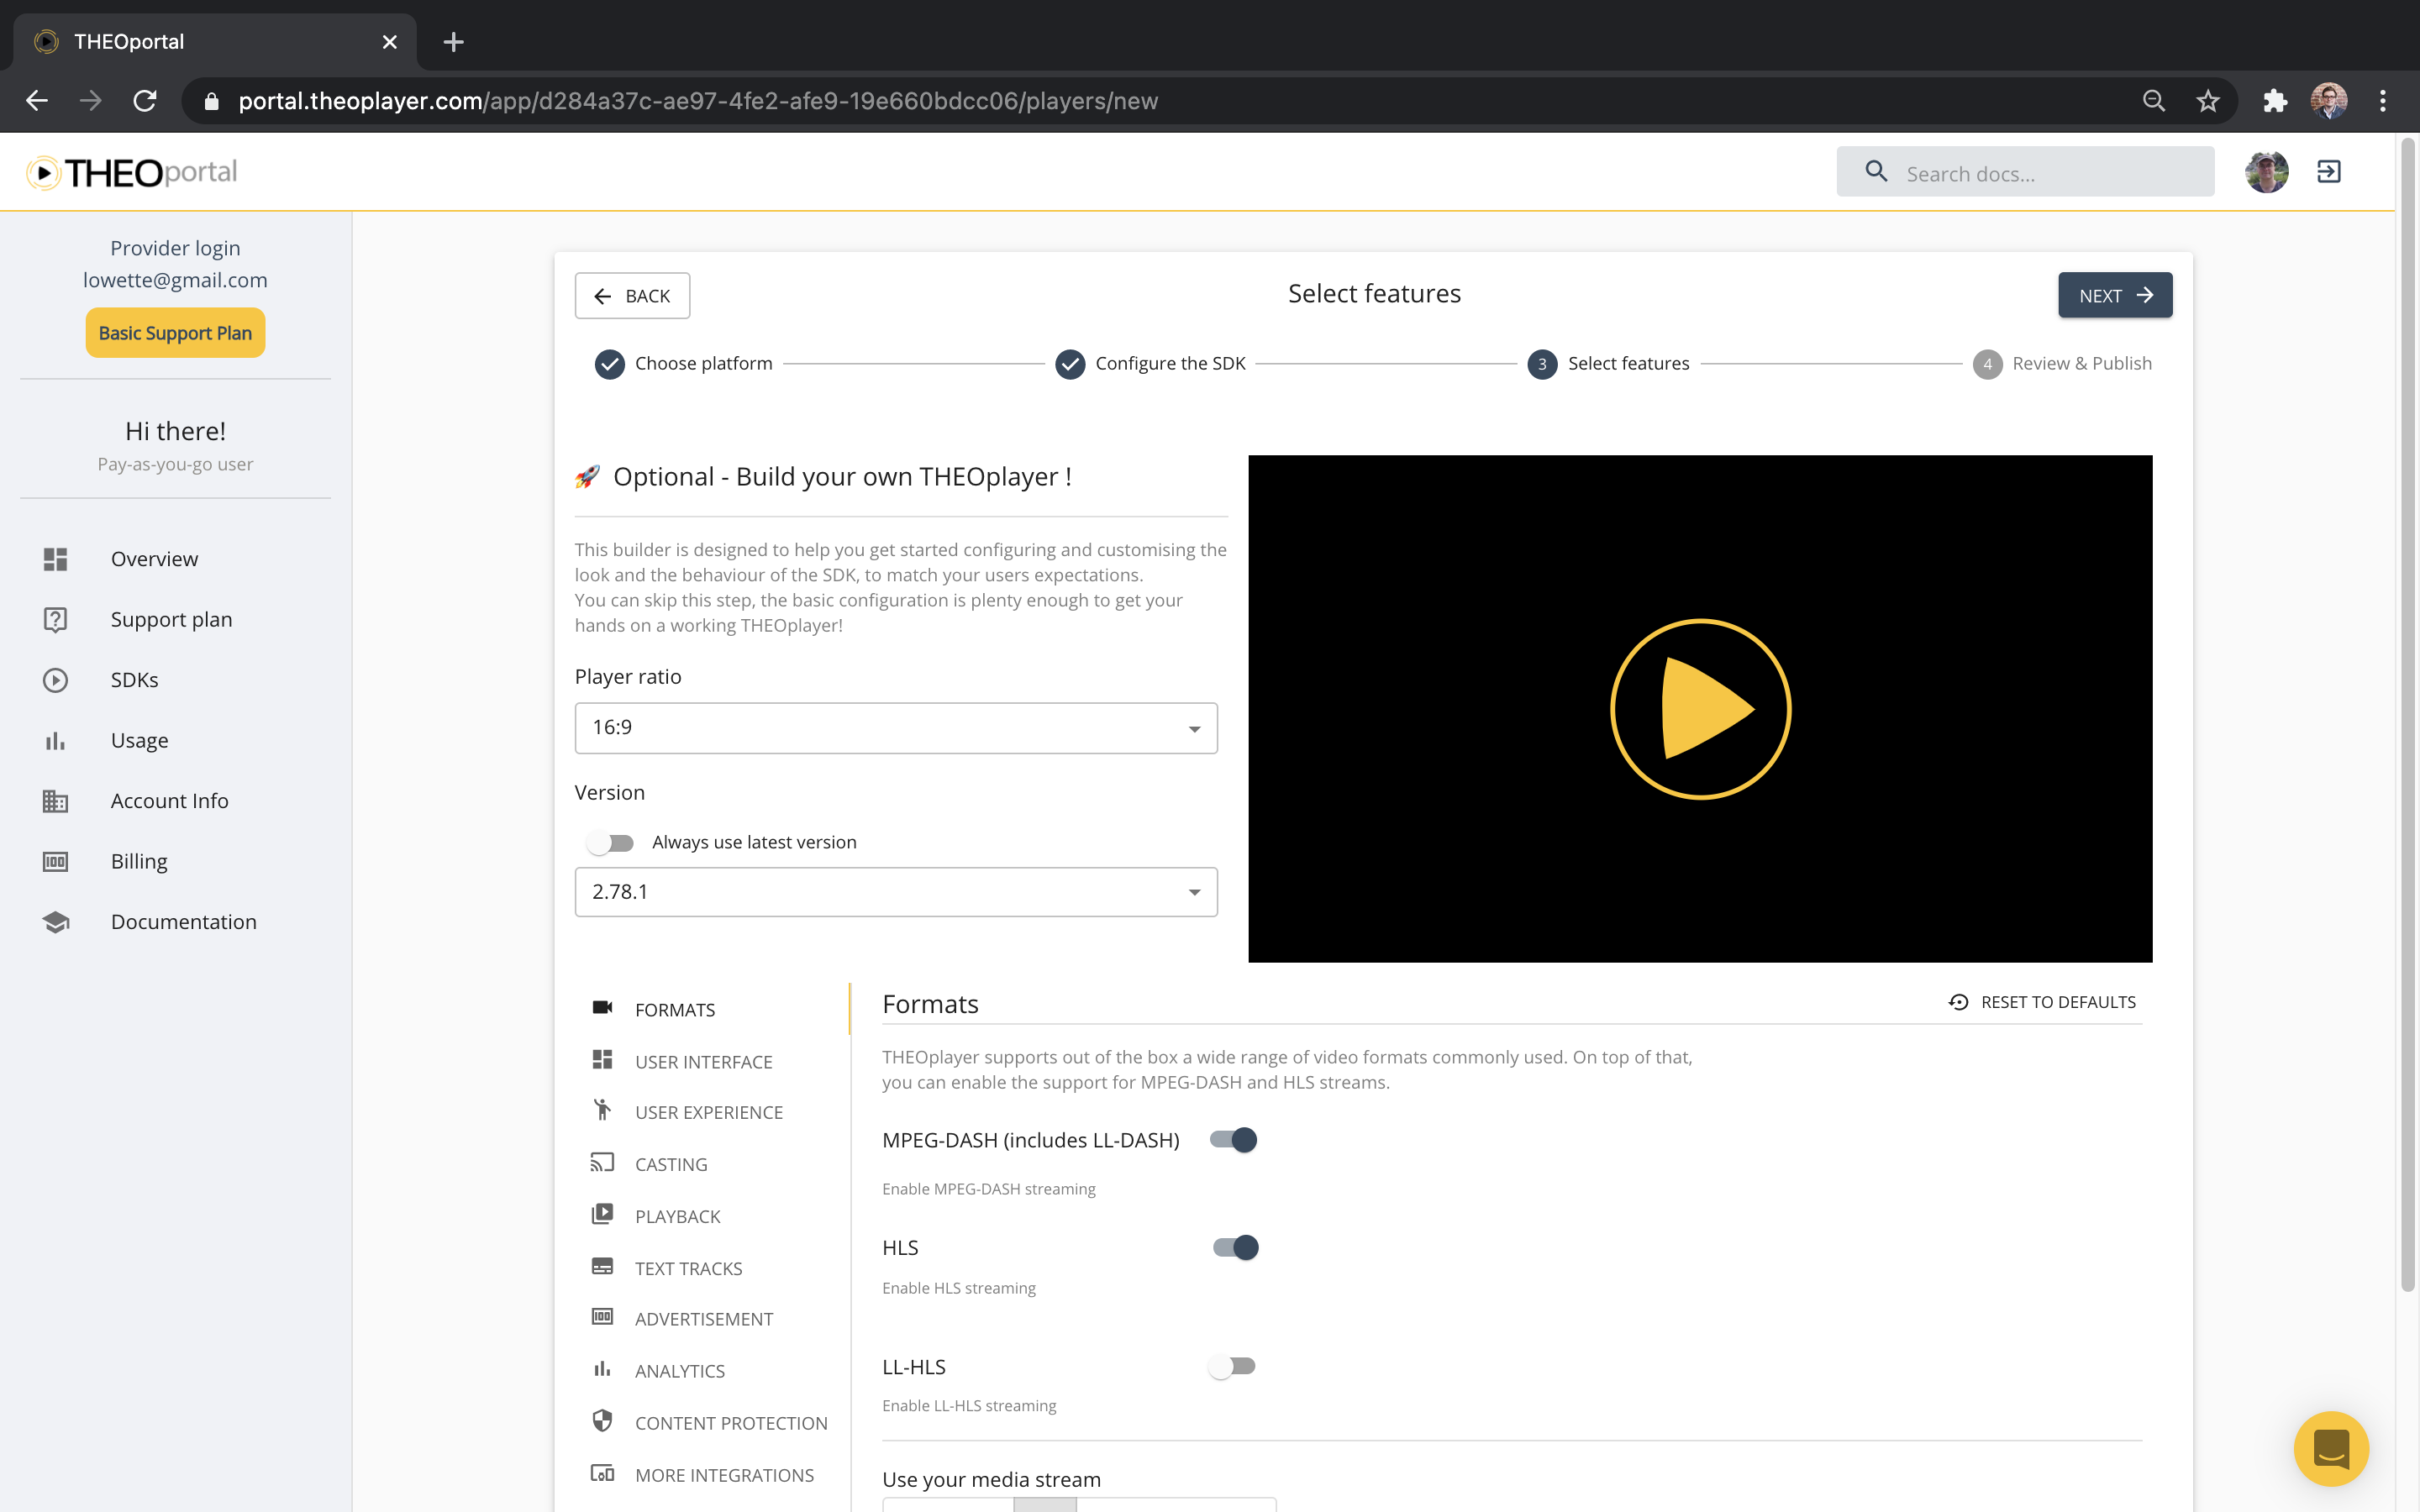 THEOportal
portal.theoplayer.com/app/d284a37c-ae97-4fe2-afe9-19e660bdcc06/players/new
THEOportal
Search docs...
Provider login
lowette@gmail.com
Basic Support Plan
Hi there!
Pay-as-you-go user
Overview
Support plan
SDKs
Usage
Account Info
Billing
Documentation
BACK
Select features
NEXT
Choose platform
Configure the SDK
3 Select features
4 Review & Publish
🚀 Optional - Build your own THEOplayer !
This builder is designed to help you get started configuring and customising the
look and the behaviour of the SDK, to match your users expectations.
You can skip this step, the basic configuration is plenty enough to get your
hands on a working THEOplayer!
Player ratio
16:9
Version
Always use latest version
2.78.1
FORMATS
USER INTERFACE
USER EXPERIENCE
CASTING
PLAYBACK
TEXT TRACKS
ADVERTISEMENT
ANALYTICS
CONTENT PROTECTION
MORE INTEGRATIONS
Formats
RESET TO DEFAULTS
THEOplayer supports out of the box a wide range of video formats commonly used. On top of that,
you can enable the support for MPEG-DASH and HLS streams.
MPEG-DASH (includes LL-DASH)
Enable MPEG-DASH streaming
HLS
Enable HLS streaming
LL-HLS
Enable LL-HLS streaming
Use your media stream